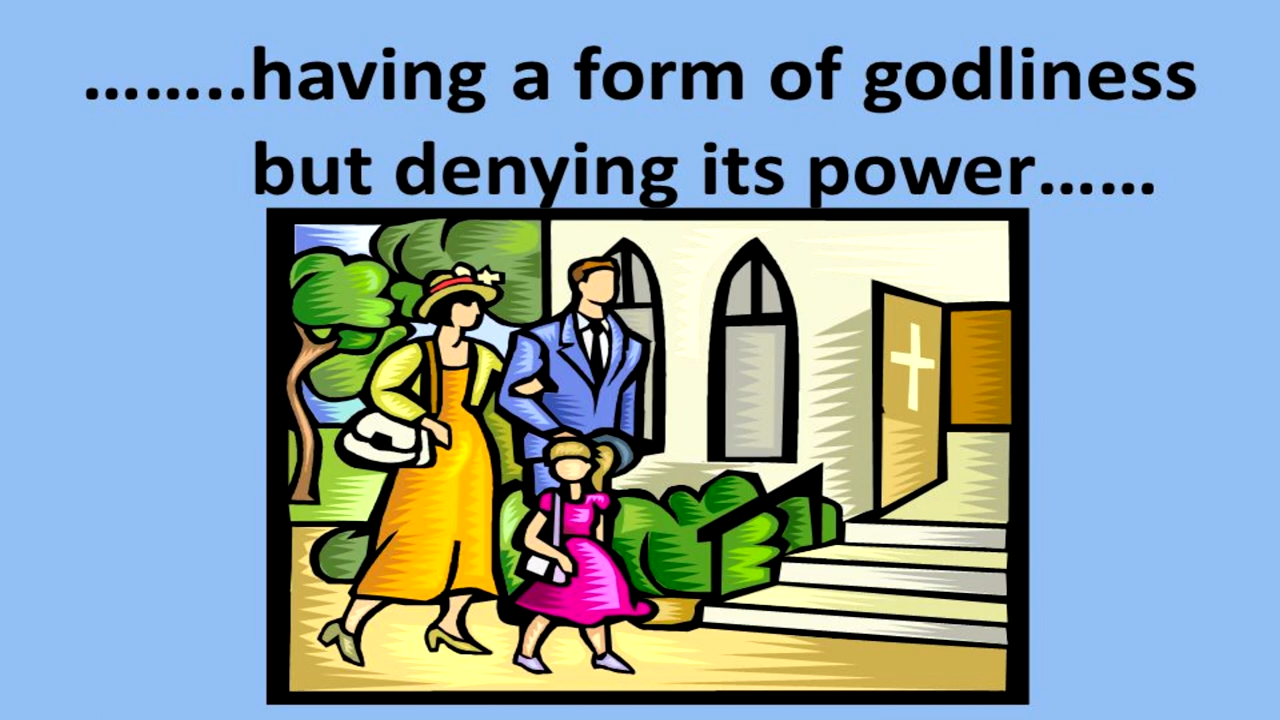 ……..having a form of godliness
but denying its power……